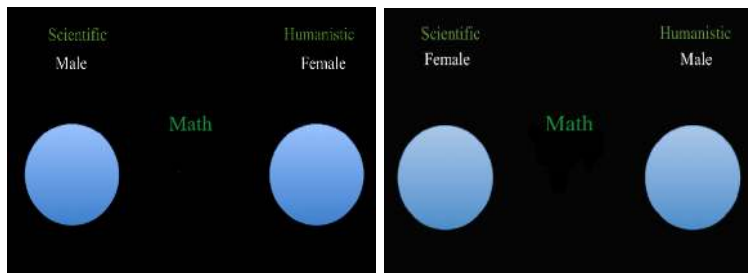 Scientific Humanistic
Male Female
Math
Scientific Humanistic
Female Male
Math